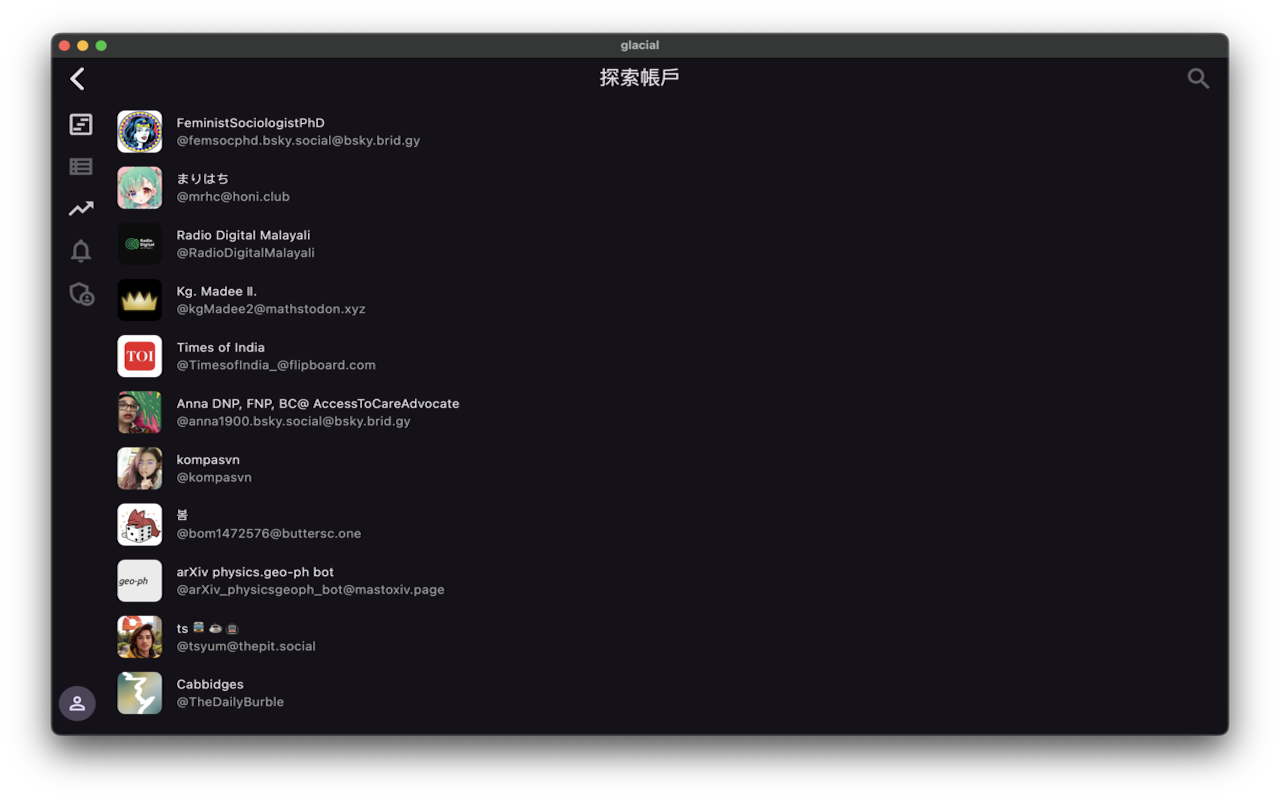 glacial
探索帳戶
FeministSociologistPhD
@femsocphd.bsky.social@bsky.brid.gy
まりはち
@mrhc@honi.club
Radio Digital
Radio Digital Malayali
@RadioDigitalMalayali
Kg. Madee Ⅱ.
@kgMadee2@mathstodon.xyz
TOI
Times of India
@TimesofIndia_@flipboard.com
Anna DNP, FNP, BC@ AccessToCareAdvocate
@anna1900.bsky.social@bsky.brid.gy
kompasvn
@kompasvn
봄
@bom1472576@buttersc.one
geo-ph
arXiv physics.geo-ph bot
@arXiv_physicsgeoph_bot@mastoxiv.page
ts
@tsyum@thepit.social
Cabbidges
@TheDailyBurble